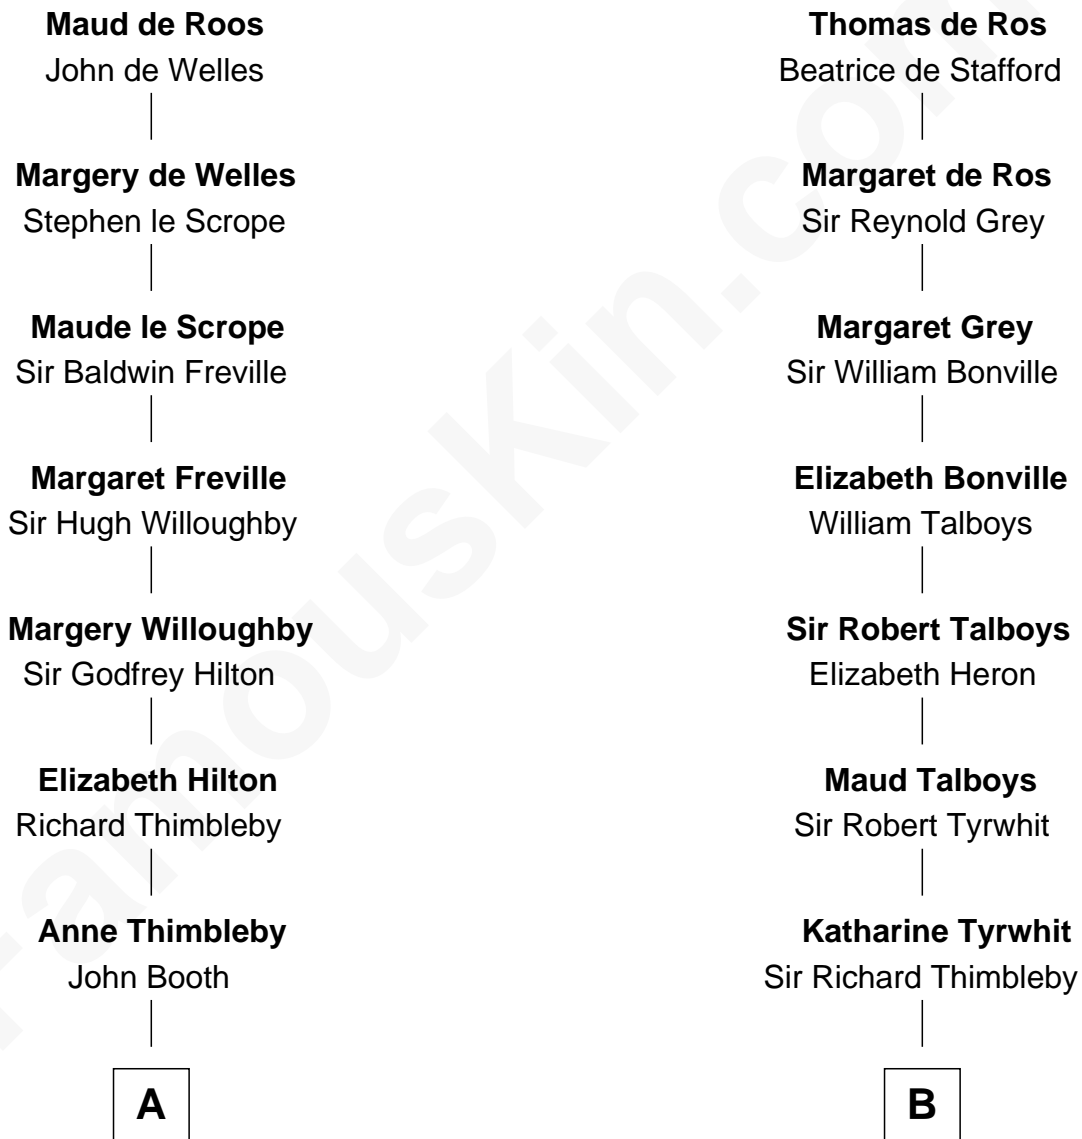 Maud de Roos
John de Welles
Margery de Welles
Stephen le Scrope
Maude le Scrope
Sir Baldwin Freville
Margaret Freville
Sir Hugh Willoughby
Margery Willoughby
Sir Godfrey Hilton
Elizabeth Hilton
Richard Thimbleby
Anne Thimbleby
John Booth
A
Thomas de Ros
Beatrice de Stafford
Margaret de Ros
Sir Reynold Grey
Margaret Grey
Sir William Bonville
Elizabeth Bonville
William Talboys
Sir Robert Talboys
Elizabeth Heron
Maud Talboys
Sir Robert Tyrwhit
Katharine Tyrwhit
Sir Richard Thimbleby
B
FamousKin.com